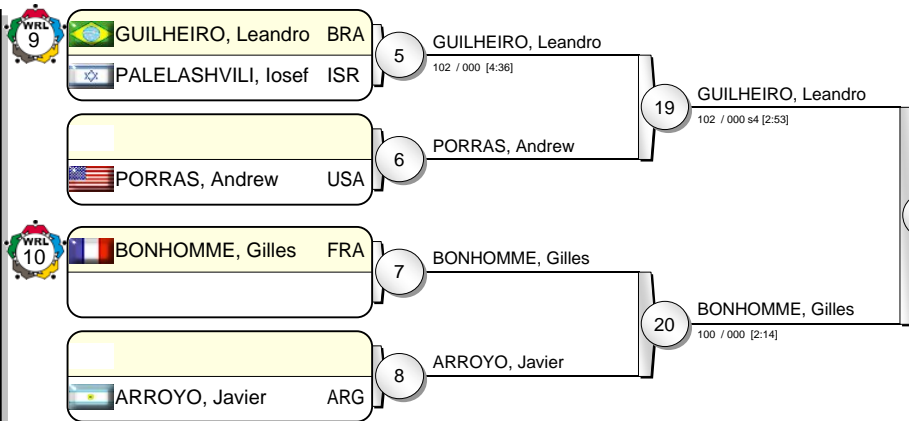 WRL
9
GUILHEIRO, Leandro BRA
PALELASHVILI, Iosef ISR
5
GUILHEIRO, Leandro
102 / 000 [4:36]
PORRAS, Andrew USA
6
PORRAS, Andrew
19
GUILHEIRO, Leandro
102 / 000 s4 [2:53]
WRL
10
BONHOMME, Gilles FRA
7
BONHOMME, Gilles
ARROYO, Javier ARG
8
ARROYO, Javier
20
BONHOMME, Gilles
100 / 000 [2:14]